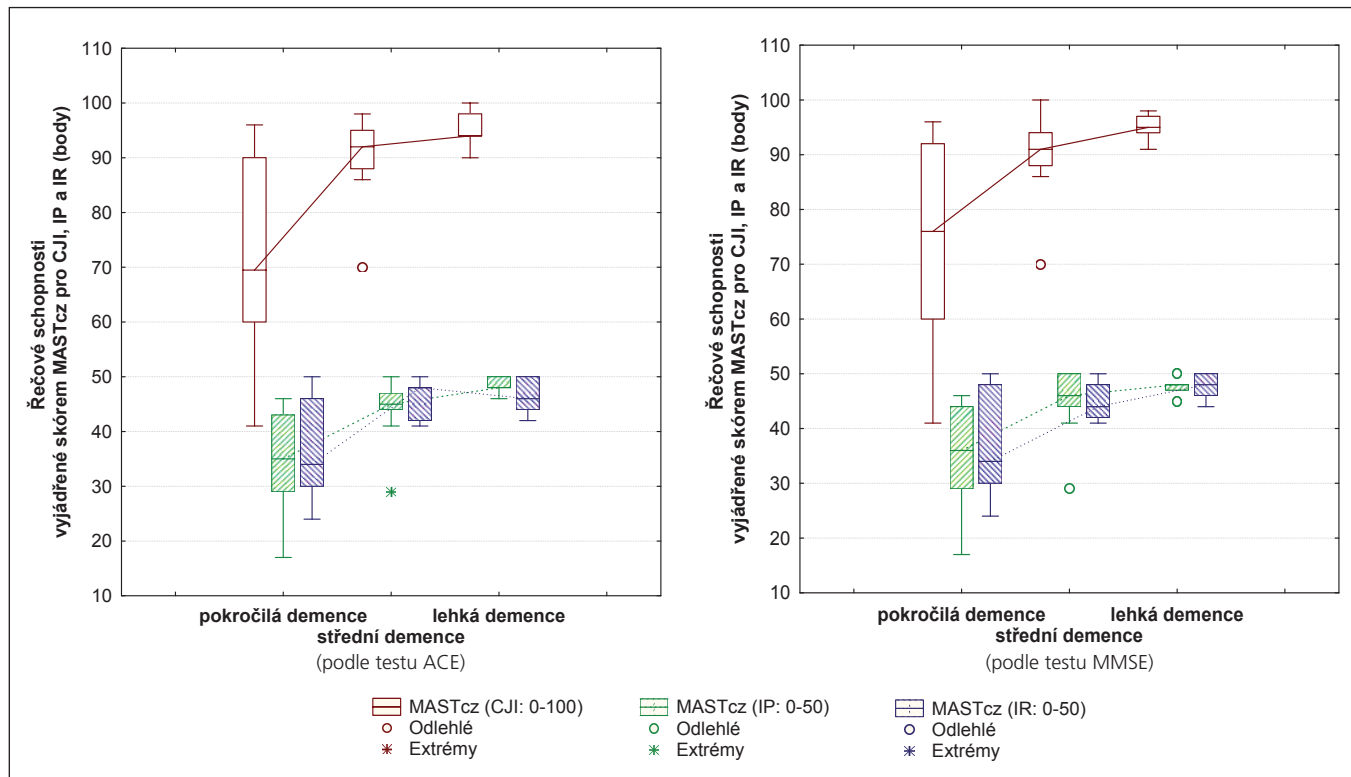 Řečové schopnosti
vyjádřené skórem MASTcz pro CJI, IP a IR (body)
110
100
90
80
70
60
50
40
30
20
10
pokročilá demence
lehká demence
střední demence
(podle testu ACE)
Řečové schopnosti
vyjádřené skórem MASTcz pro CJI, IP a IR (body)
110
100
90
80
70
60
50
40
30
20
10
pokročilá demence
lehká demence
střední demence
(podle testu MMSE)
MASTcz (CJI: 0-100)
Odlehlé
Extrémy
MASTcz (IP: 0-50)
Odlehlé
Extrémy
MASTcz (IR: 0-50)
Odlehlé
Extrémy